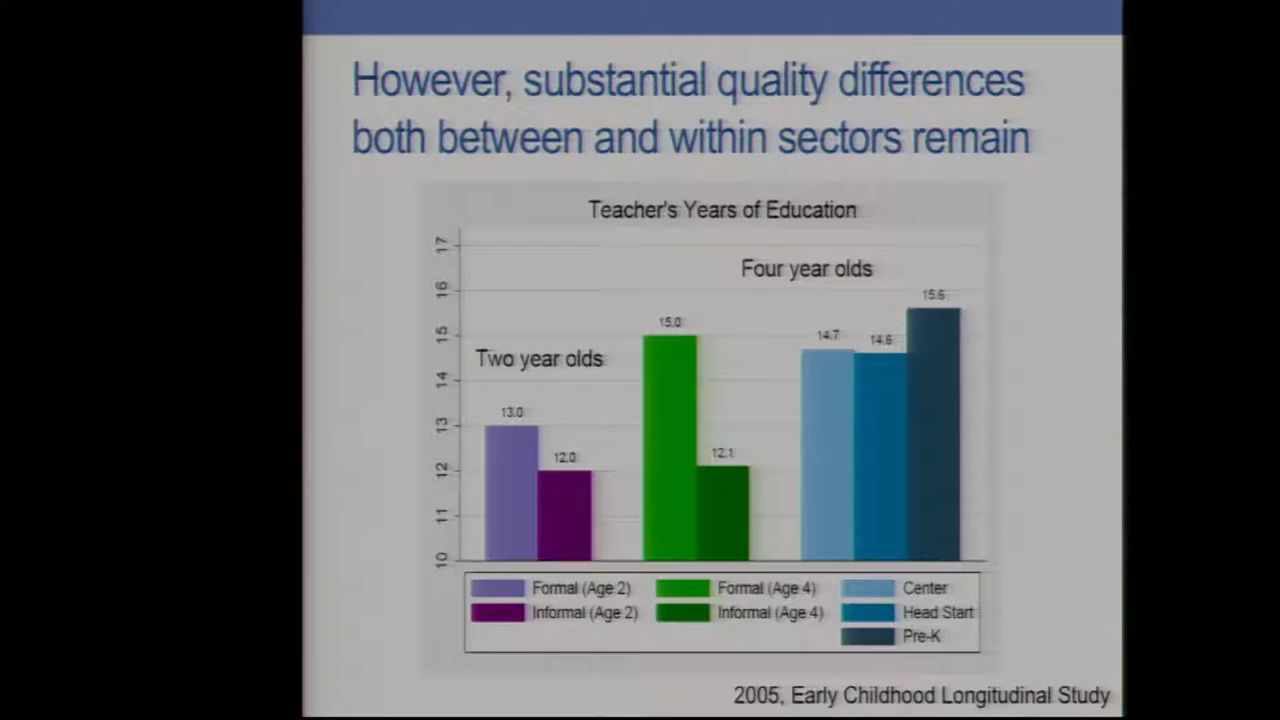 However, substantial quality differences
both between and within sectors remain
Teacher's Years of Education
Four year olds
Two year olds
17
16
15
14
13
12
11
10
13.0
12.0
15.0
12.1
14.7
14.6
15.6
Formal (Age 2)
Formal (Age 4)
Center
Informal (Age 2)
Informal (Age 4)
Head Start
Pre-K
2005, Early Childhood Longitudinal Study